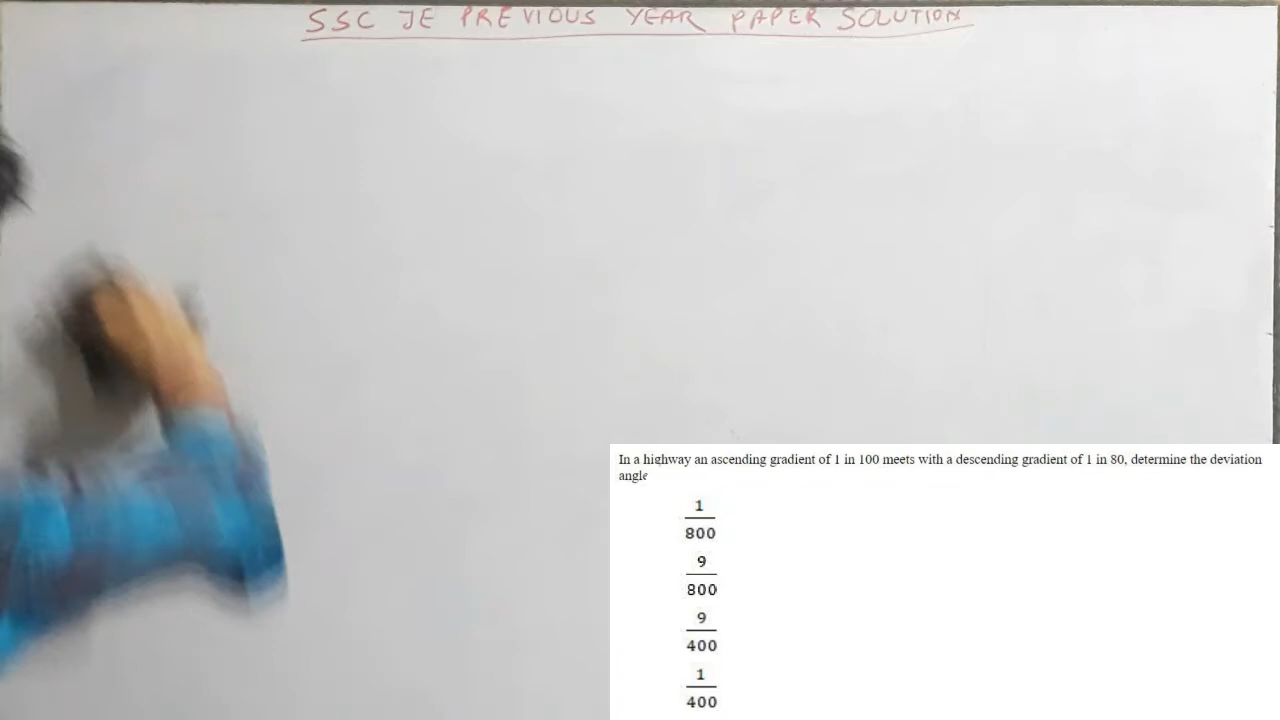 SSC JE PREVIOUS YEAR PAPER SOLUTION
In a highway an ascending gradient of 1 in 100 meets with a descending gradient of 1 in 80, determine the deviation
angle
1
800
9
800
9
400
1
400